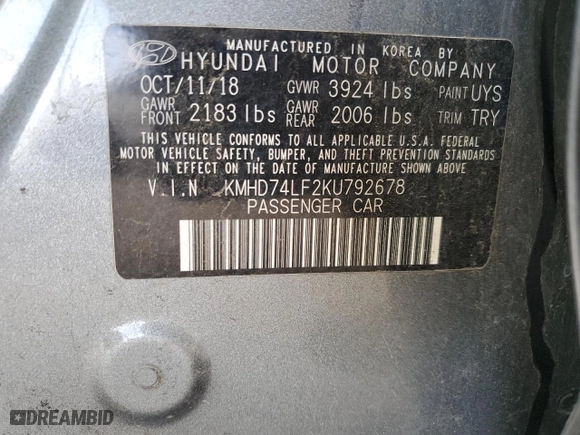 MANUFACTURED IN KOREA BY
HYUNDAI MOTOR COMPANY
OCT/11/18 GVWR 3924 lbs PAINT UYS
GAWR FRONT 2183 lbs GAWR REAR 2006 lbs TRIM TRY
THIS VEHICLE CONFORMS TO ALL APPLICABLE U.S.A. FEDERAL
MOTOR VEHICLE SAFETY, BUMPER, AND THEFT PREVENTION STANDARDS
IN EFFECT ON THE DATE OF MANUFACTURE SHOWN ABOVE.
V.I.N KMHD74LF2KU792678
PASSENGER CAR
DREAMBID